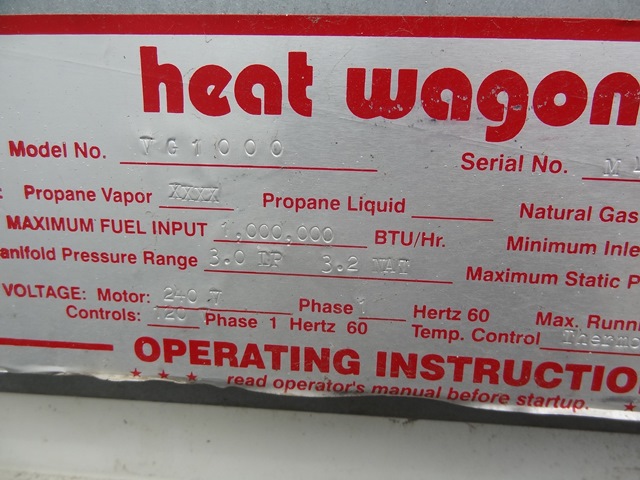 heat wagon
Model No. VG1000 Serial No. M
Propane Vapor XXXX Propane Liquid Natural Gas
MAXIMUM FUEL INPUT 1,000,000 BTU/Hr. Minimum Inle
anifold Pressure Range 3.0 LP 3.2 NAT Maximum Static P
VOLTAGE: Motor: 240 Phase 1 Hertz 60 Max. Runn
Controls: 120 Phase 1 Hertz 60 Temp. Control Thermo
OPERATING INSTRUCTIO
read operator's manual before startup.